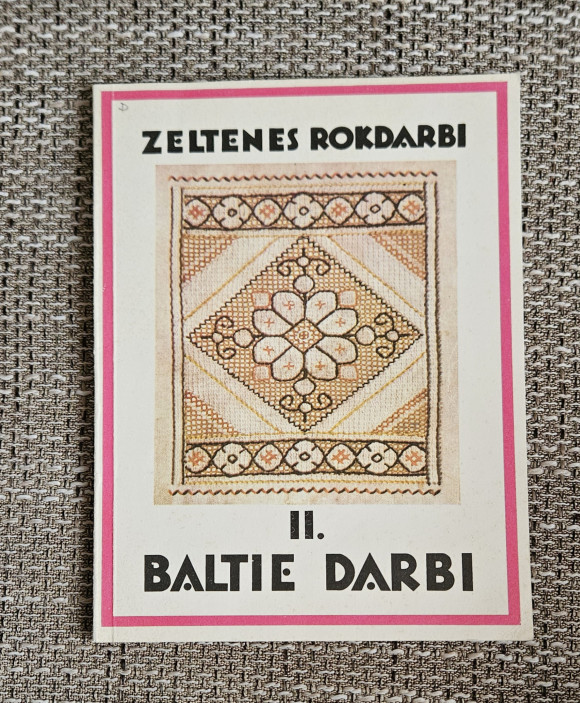 D
ZELTENES ROKDARBI
II.
BALTIE DARBI